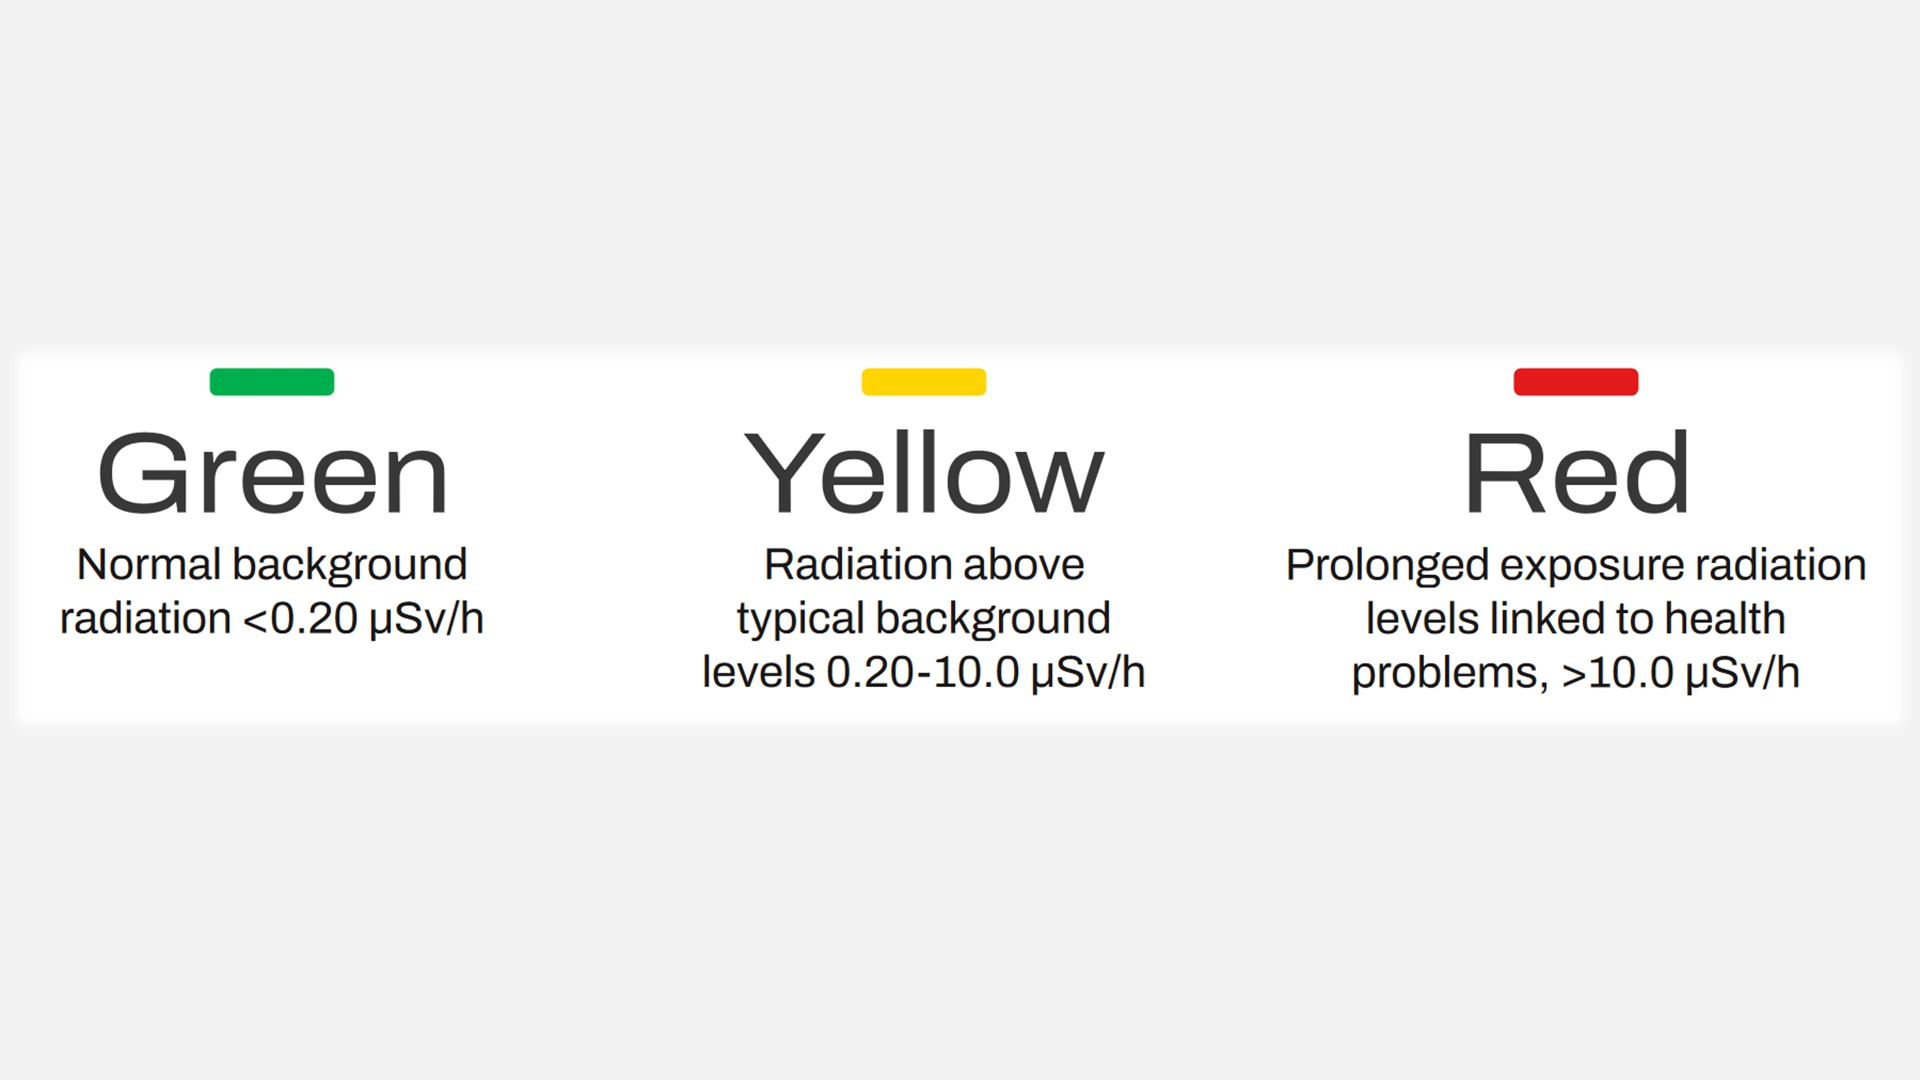 Green
Normal background
radiation <0.20 µSv/h
Yellow
Radiation above
typical background
levels 0.20-10.0 µSv/h
Red
Prolonged exposure radiation
levels linked to health
problems, >10.0 µSv/h